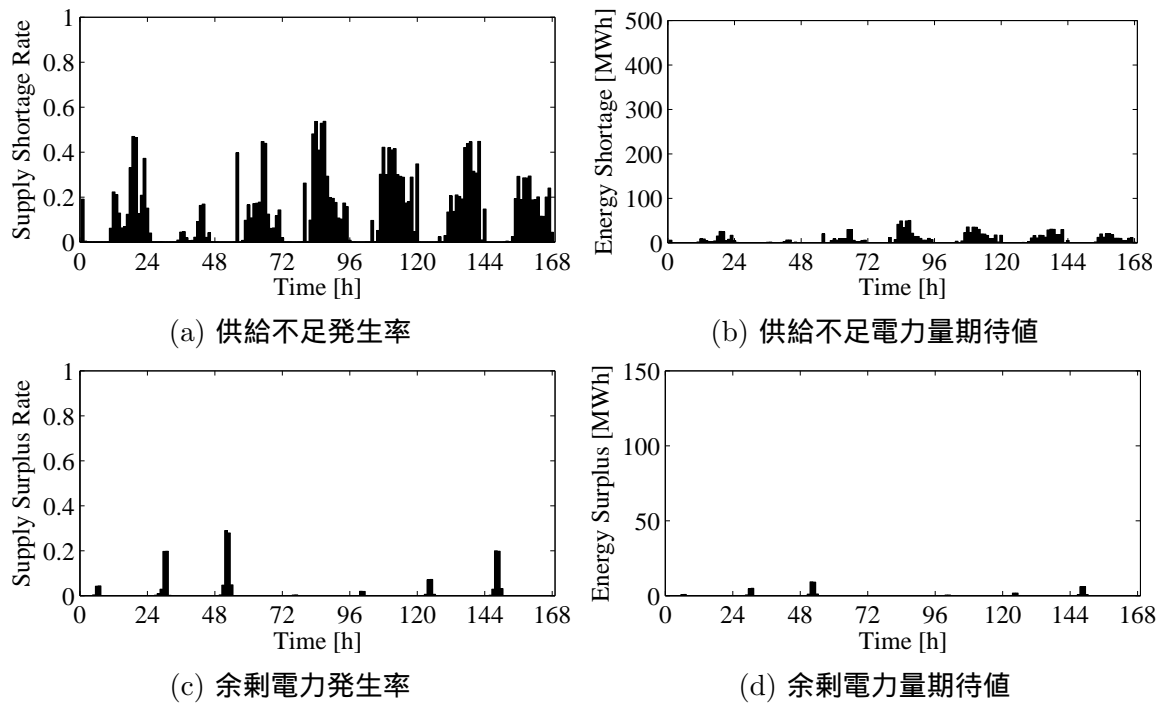 Supply Shortage Rate
1
0.8
0.6
0.4
0.2
0
0 24 48 72 96 120 144 168
Time [h]
(a) 供給不足発生率
Energy Shortage [MWh]
500
400
300
200
100
0
0 24 48 72 96 120 144 168
Time [h]
(b) 供給不足電力量期待値
Supply Surplus Rate
1
0.8
0.6
0.4
0.2
0
0 24 48 72 96 120 144 168
Time [h]
(c) 余剰電力発生率
Energy Surplus [MWh]
150
100
50
0
0 24 48 72 96 120 144 168
Time [h]
(d) 余剰電力量期待値